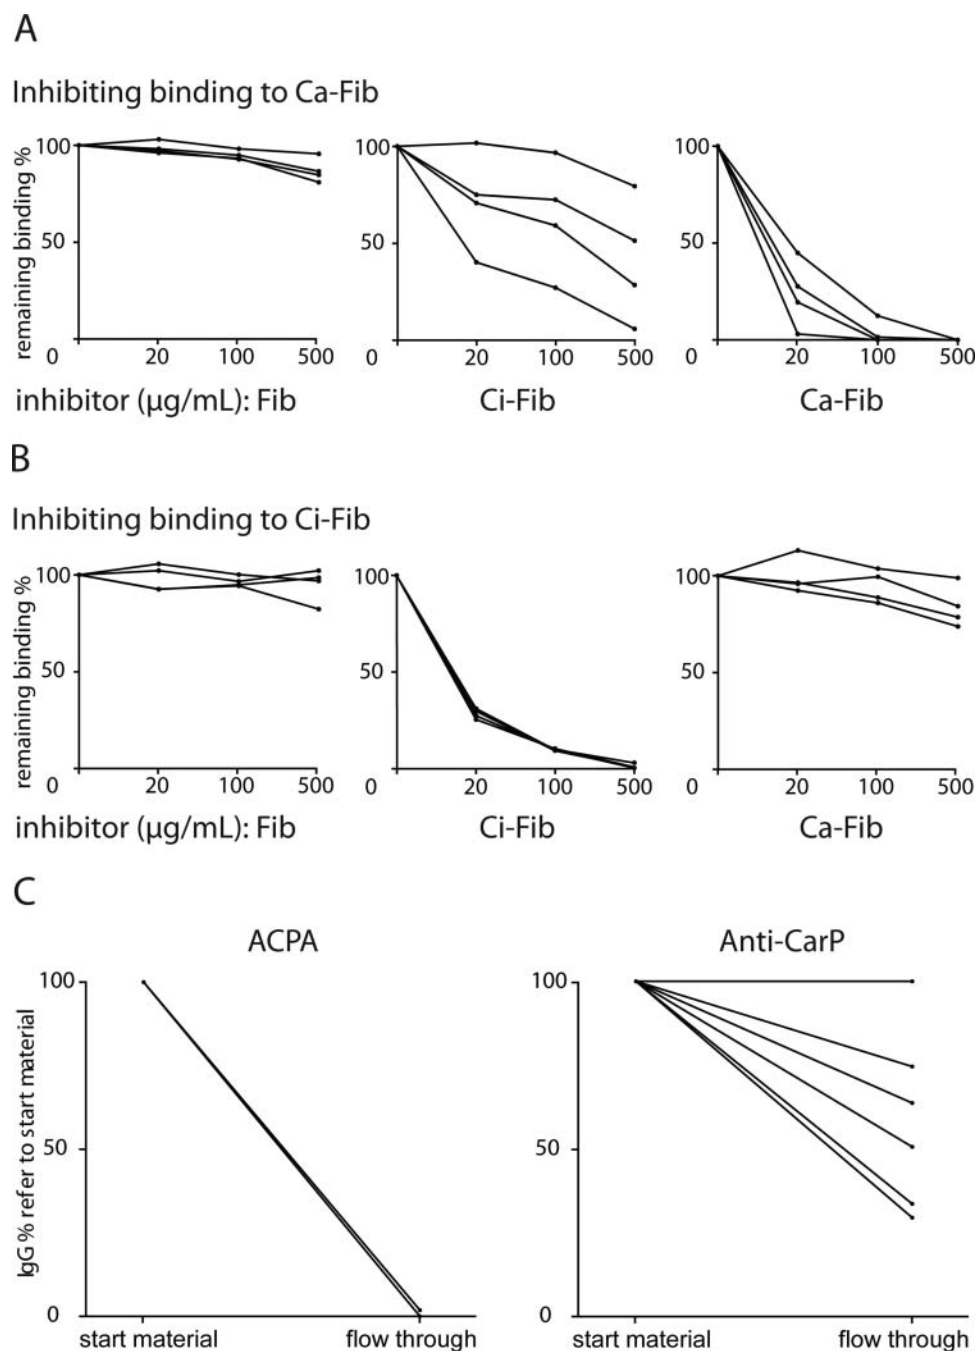 A
Inhibiting binding to Ca-Fib
remaining binding %
100
50
0
20
100
500
100
50
0
20
100
500
100
50
0
20
100
500
inhibitor (µg/mL): Fib
Ci-Fib
Ca-Fib
B
Inhibiting binding to Ci-Fib
remaining binding %
100
50
0
20
100
500
100
50
0
20
100
500
100
50
0
20
100
500
inhibitor (µg/mL): Fib
Ci-Fib
Ca-Fib
C
ACPA
IgG % refer to start material
100
50
0
start material
flow through
Anti-CarP
100
50
0
start material
flow through